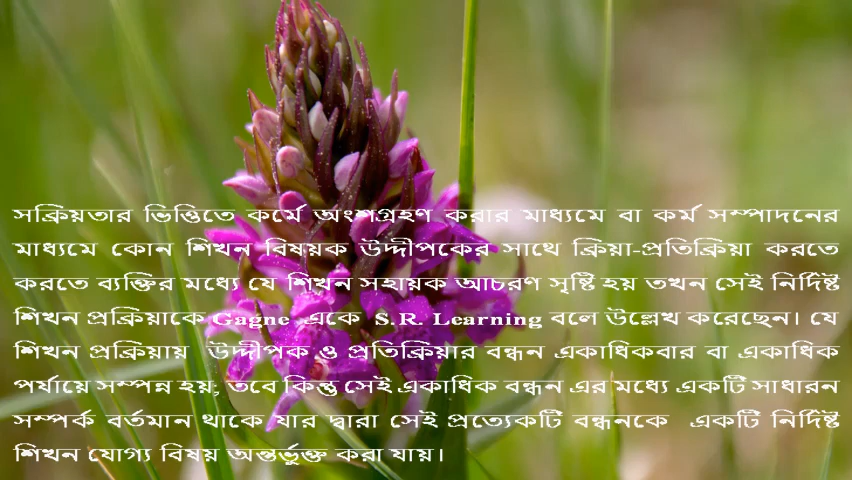 সক্রিয়তার ভিত্তিতে কর্মে অংশগ্রহণ করার মাধ্যমে বা কর্ম সম্পাদনের
মাধ্যমে কোন শিখন বিষয়ক উদ্দীপকের সাথে ক্রিয়া-প্রতিক্রিয়া করতে
করতে ব্যক্তির মধ্যে যে শিখন সহায়ক আচরণ সৃষ্টি হয় তখন সেই নির্দিষ্ট
শিখন প্রক্রিয়াকে Gagne একে S.R. Learning বলে উল্লেখ করেছেন। যে
শিখন প্রক্রিয়ায় উদ্দীপক ও প্রতিক্রিয়ার বন্ধন একাধিকবার বা একাধিক
পর্যায়ে সম্পন্ন হয়, তবে কিন্তু সেই একাধিক বন্ধন এর মধ্যে একটি সাধারন
সম্পর্ক বর্তমান থাকে যার দ্বারা সেই প্রত্যেকটি বন্ধনকে একটি নির্দিষ্ট
শিখন যোগ্য বিষয় অন্তর্ভুক্ত করা যায়।